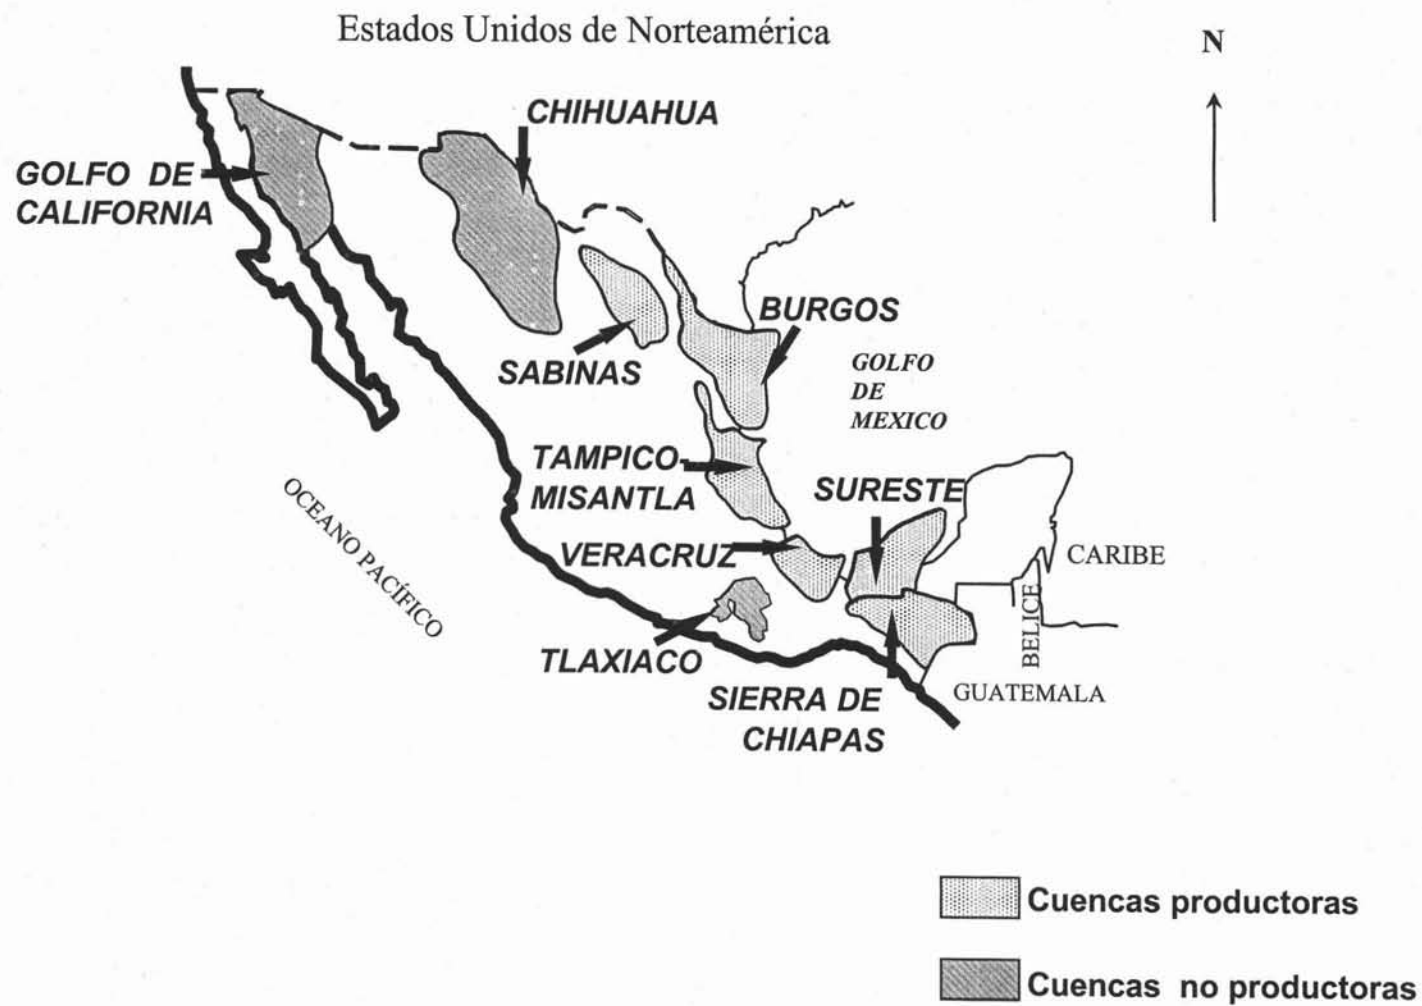 Estados Unidos de Norteamérica
N
CHIHUAHUA
GOLFO DE
CALIFORNIA
BURGOS
SABINAS
GOLFO
DE
MEXICO
TAMPICO-
MISANTLA
SURESTE
OCEANO PACÍFICO
VERACRUZ
CARIBE
BELICE
TLAXIACO
SIERRA DE
CHIAPAS
GUATEMALA
Cuencas productoras
Cuencas no productoras